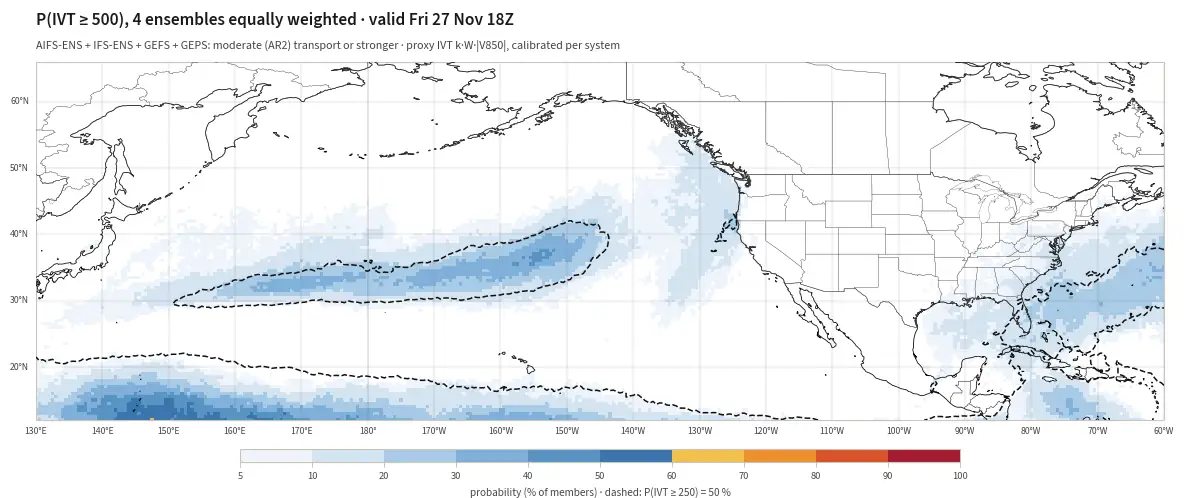 P(IVT ≥ 500), 4 ensembles equally weighted · valid Fri 27 Nov 18Z
AIFS-ENS + IFS-ENS + GEFS + GEPS: moderate (AR2) transport or stronger · proxy IVT k·W·|V850|, calibrated per system
60°N
50°N
40°N
30°N
20°N
130°E 140°E 150°E 160°E 170°E 180° 170°W 160°W 150°W 140°W 130°W 120°W 110°W 100°W 90°W 80°W 70°W 60°W
5 10 20 30 40 50 60 70 80 90 100
probability (% of members) · dashed: P(IVT ≥ 250) = 50 %